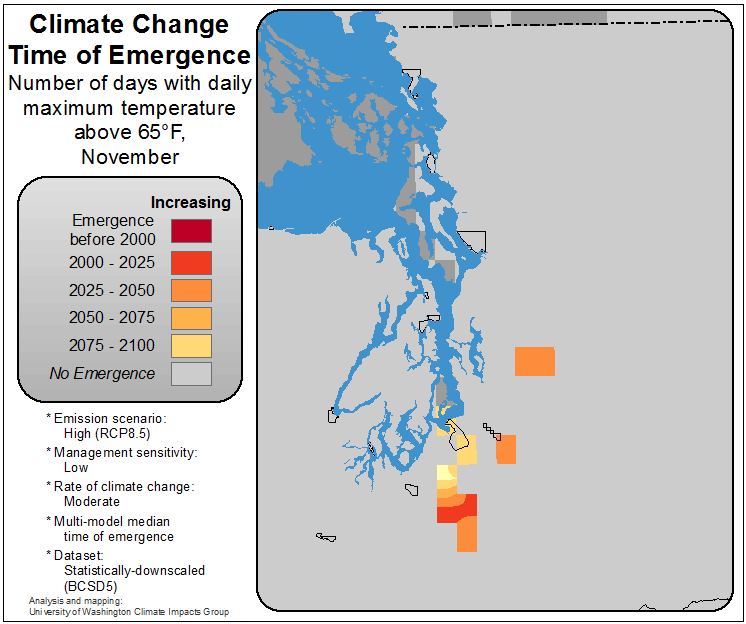 Climate Change
Time of Emergence
Number of days with daily
maximum temperature
above 65°F,
November
Increasing
Emergence
before 2000
2000 - 2025
2025 - 2050
2050 - 2075
2075 - 2100
No Emergence
* Emission scenario:
High (RCP8.5)
* Management sensitivity:
Low
* Rate of climate change:
Moderate
* Multi-model median
time of emergence
* Dataset:
Statistically-downscaled
(BCSD5)
Analysis and mapping:
University of Washington Climate Impacts Group